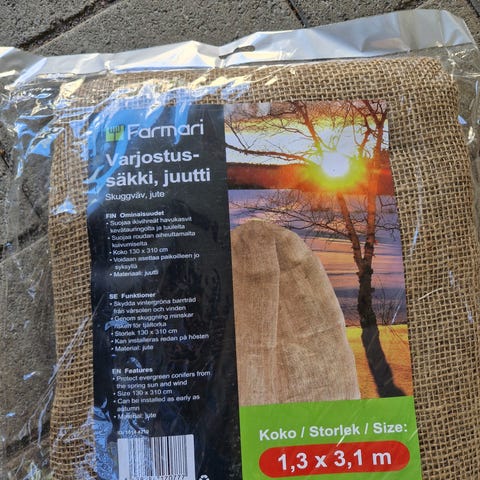 Farmari
Varjostus-
säkki, juutti
Skuggväv, jute
FIN Ominaisuudet
• Suojaa ikivihreät havukasvit
kevätauringolta ja tuulelta
• Suojaa roudan aiheuttamalta
kuivumiselta
• Koko 130 x 310 cm
• Voidaan asettaa paikoilleen jo
syksyllä
• Materiaali: juutti
SE Funktioner
• Skydda vintergröna barrträd
från vårsolen och vinden
• Genom skuggning minskar
risken för tjältorka
• Storlek 130 x 310 cm
• Kan installeras redan på hösten
• Material: jute
EN Features
• Protect evergreen conifers from
the spring sun and wind
• Size 130 x 310 cm
• Can be installed as early as
autumn
• Material: jute
Koko / Storlek / Size:
1,3 x 3,1 m